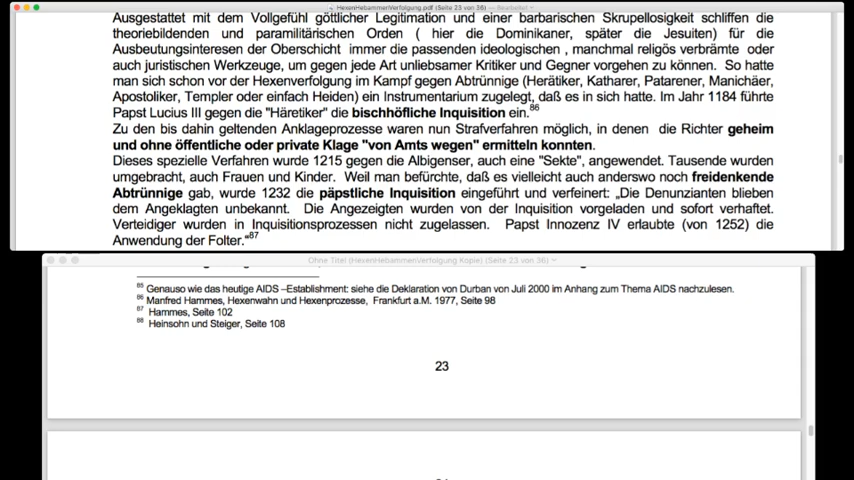 HexenHebammenVerfolgung.pdf (Seite 23 von 36) — Bearbeitet
Ausgestattet mit dem Vollgefühl göttlicher Legitimation und einer barbarischen Skrupellosigkeit schliffen die
theoriebildenden und paramilitärischen Orden ( hier die Dominikaner, später die Jesuiten) für die
Ausbeutungsinteressen der Oberschicht immer die passenden ideologischen , manchmal religös verbrämte oder
auch juristischen Werkzeuge, um gegen jede Art unliebsamer Kritiker und Gegner vorgehen zu können. So hatte
man sich schon vor der Hexenverfolgung im Kampf gegen Abtrünnige (Herätiker, Katharer, Patarener, Manichäer,
Apostoliker, Templer oder einfach Heiden) ein Instrumentarium zugelegt, daß es in sich hatte. Im Jahr 1184 führte
Papst Lucius III gegen die "Häretiker" die bischhöfliche Inquisition ein.86
Zu den bis dahin geltenden Anklageprozesse waren nun Strafverfahren möglich, in denen die Richter geheim
und ohne öffentliche oder private Klage "von Amts wegen" ermitteln konnten.
Dieses spezielle Verfahren wurde 1215 gegen die Albigenser, auch eine "Sekte", angewendet. Tausende wurden
umgebracht, auch Frauen und Kinder. Weil man befürchte, daß es vielleicht auch anderswo noch freidenkende
Abtrünnige gab, wurde 1232 die päpstliche Inquisition eingeführt und verfeinert: „Die Denunzianten blieben
dem Angeklagten unbekannt. Die Angezeigten wurden von der Inquisition vorgeladen und sofort verhaftet.
Verteidiger wurden in Inquisitionsprozessen nicht zugelassen. Papst Innozenz IV erlaubte (von 1252) die
Anwendung der Folter."87
Ohne Titel (HexenHebammenVerfolgung Kopie) (Seite 23 von 36)
85 Genauso wie das heutige AIDS –Establishment: siehe die Deklaration von Durban von Juli 2000 im Anhang zum Thema AIDS nachzulesen.
86 Manfred Hammes, Hexenwahn und Hexenprozesse, Frankfurt a.M. 1977, Seite 98
87 Hammes, Seite 102
88 Heinsohn und Steiger, Seite 108
23